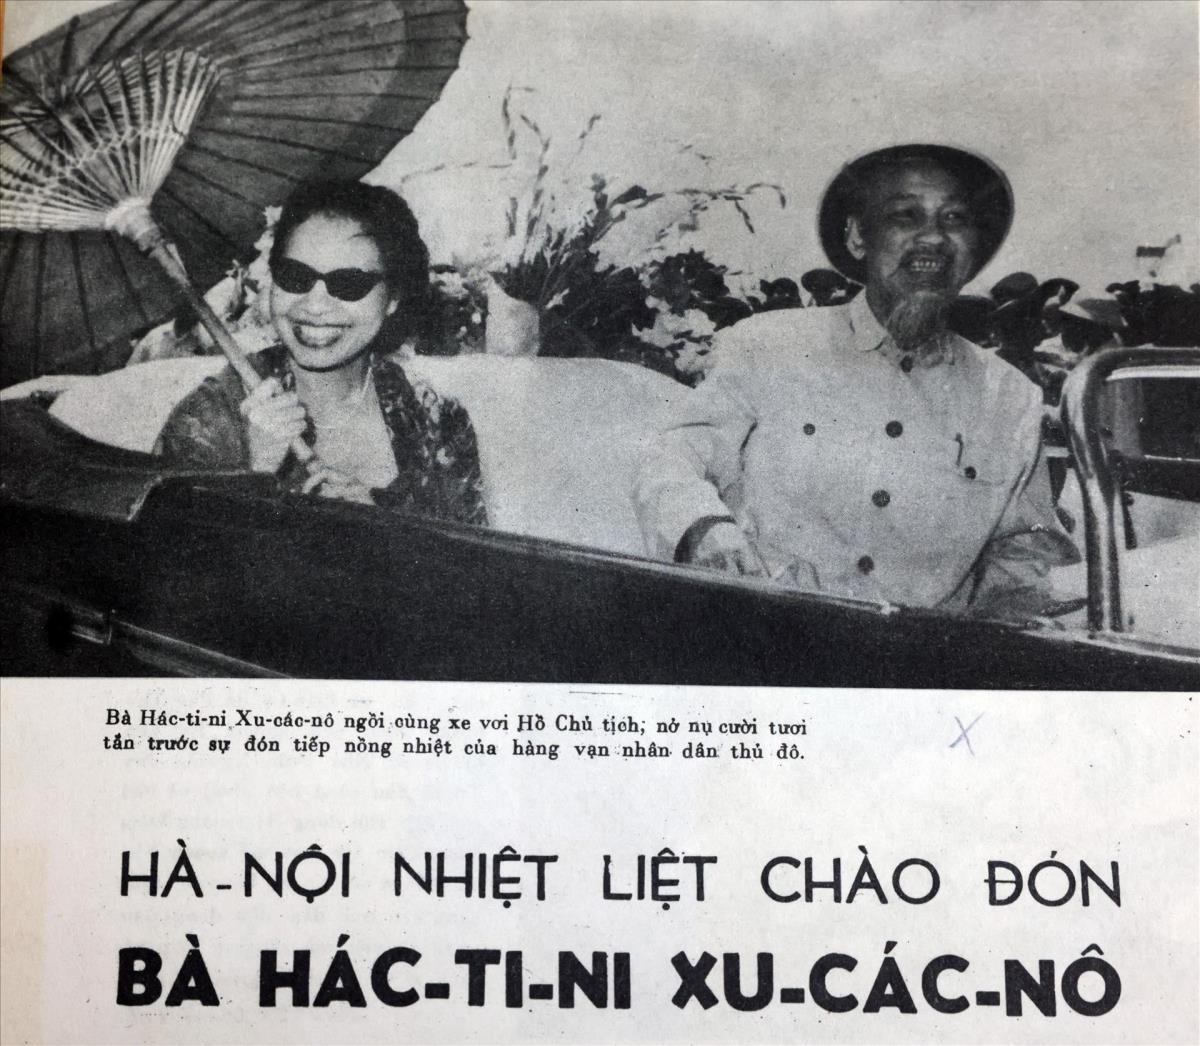 Bà Hác-ti-ni Xu-các-nô ngồi cùng xe vơi Hồ Chủ tịch, nở nụ cười tươi
tắn trước sự đón tiếp nồng nhiệt của hàng vạn nhân dân thủ đô.
HÀ-NỘI NHIỆT LIỆT CHÀO ĐÓN
BÀ HÁC-TI-NI XU-CÁC-NÔ